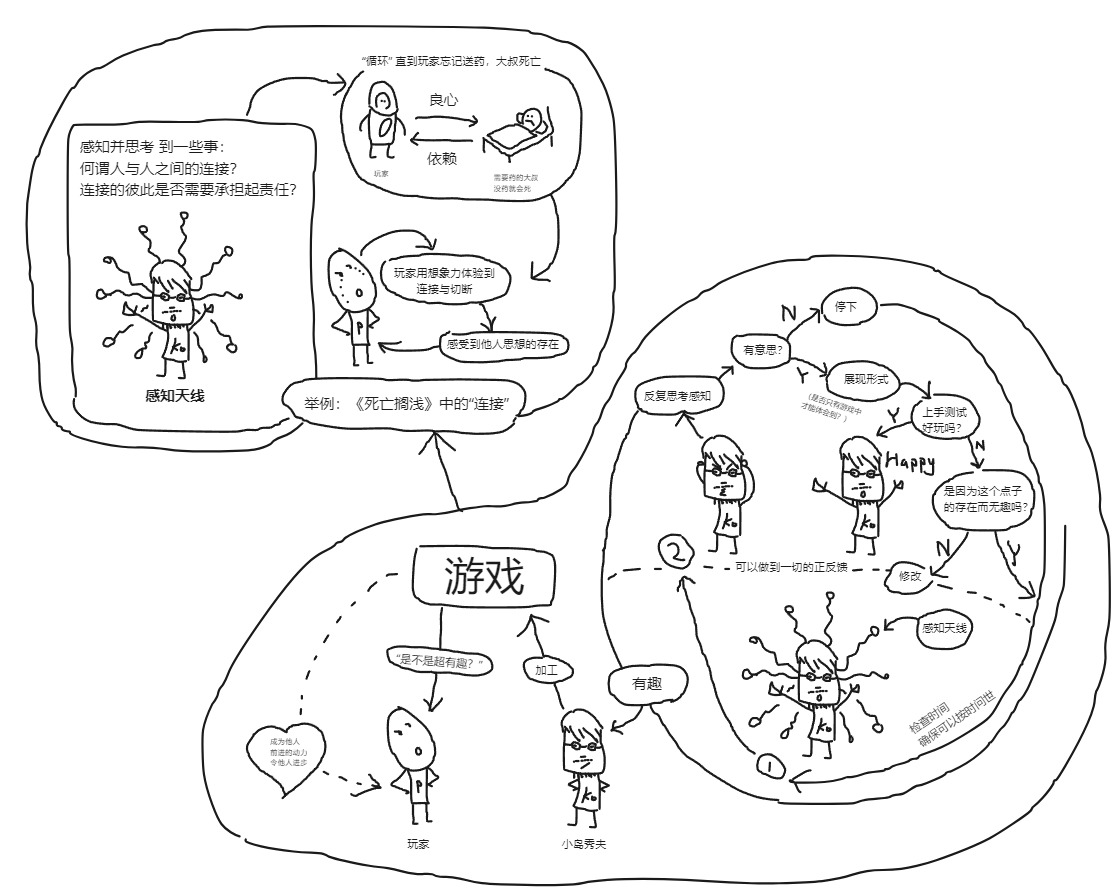 “循环” 直到玩家忘记送药，大叔死亡
良心
依赖
玩家
需要药的大叔
没药就会死
感知并思考 到一些事：
何谓人与人之间的连接？
连接的彼此是否需要承担起责任？
Ko
感知天线
玩家用想象力体验到
连接与切断
P
感受到他人思想的存在
举例：《死亡搁浅》中的“连接”
停下
N
有意思？
Y
展现形式
（是否只有游戏中
才能体会到？）
反复思考感知
上手测试
好玩吗？
Y
N
Happy
是因为这个点子
的存在而无趣吗？
Ko
Ko
N
Y
2
可以做到一切的正反馈
修改
感知天线
Ko
检查时间
确保可以按时问世
1
有趣
游戏
“是不是超有趣？”
加工
成为他人
前进的动力
令他人进步
P
玩家
Ko
小岛秀夫